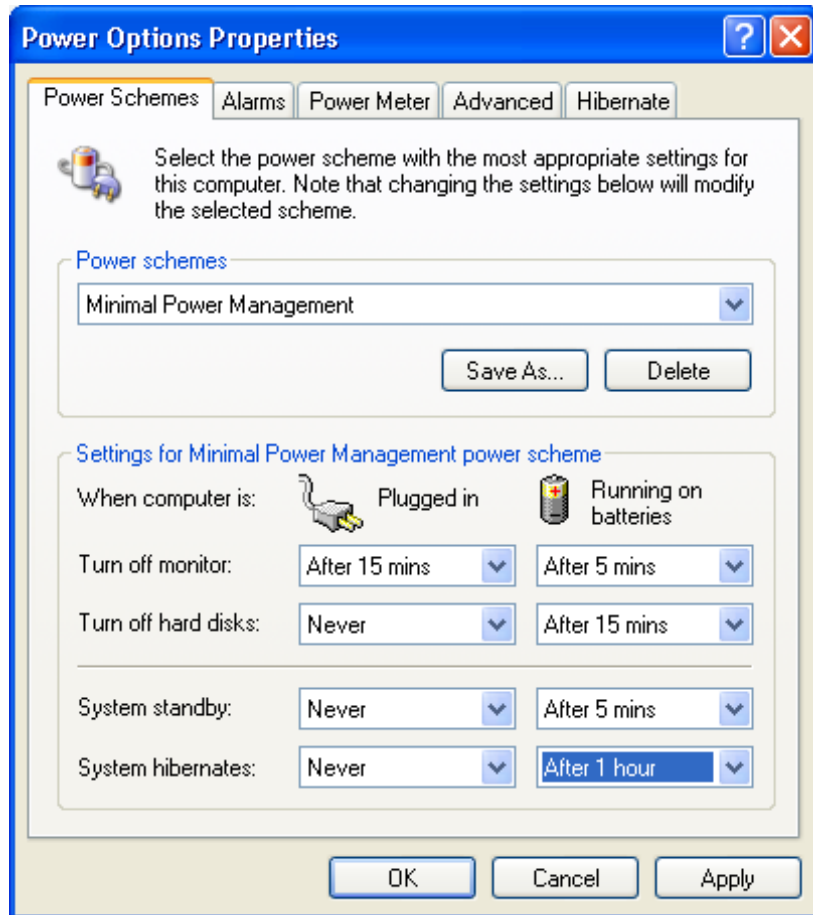 Power Options Properties
Power Schemes Alarms Power Meter Advanced Hibernate
Select the power scheme with the most appropriate settings for
this computer. Note that changing the settings below will modify
the selected scheme.
Power schemes
Minimal Power Management
Save As... Delete
Settings for Minimal Power Management power scheme
When computer is: Plugged in Running on
batteries
Turn off monitor: After 15 mins After 5 mins
Turn off hard disks: Never After 15 mins
System standby: Never After 5 mins
System hibernates: Never After 1 hour
OK Cancel Apply